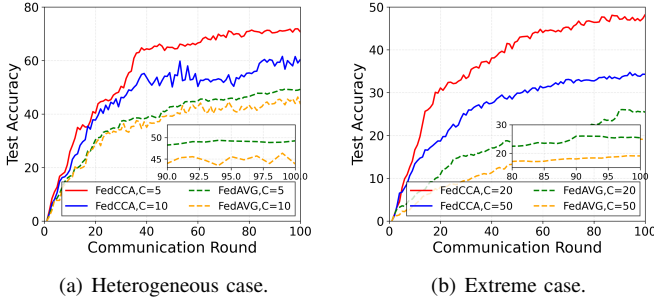 80
60
40
20
0
Test Accuracy
50
45
90.0 92.5 95.0 97.5 100.0
FedCCA,C=5
FedCCA,C=10
FedAVG,C=5
FedAVG,C=10
0 20 40 60 80 100
Communication Round
(a) Heterogeneous case.
50
40
30
20
10
0
Test Accuracy
30
20
80 85 90 95 100
FedCCA,C=20
FedCCA,C=50
FedAVG,C=20
FedAVG,C=50
0 20 40 60 80 100
Communication Round
(b) Extreme case.